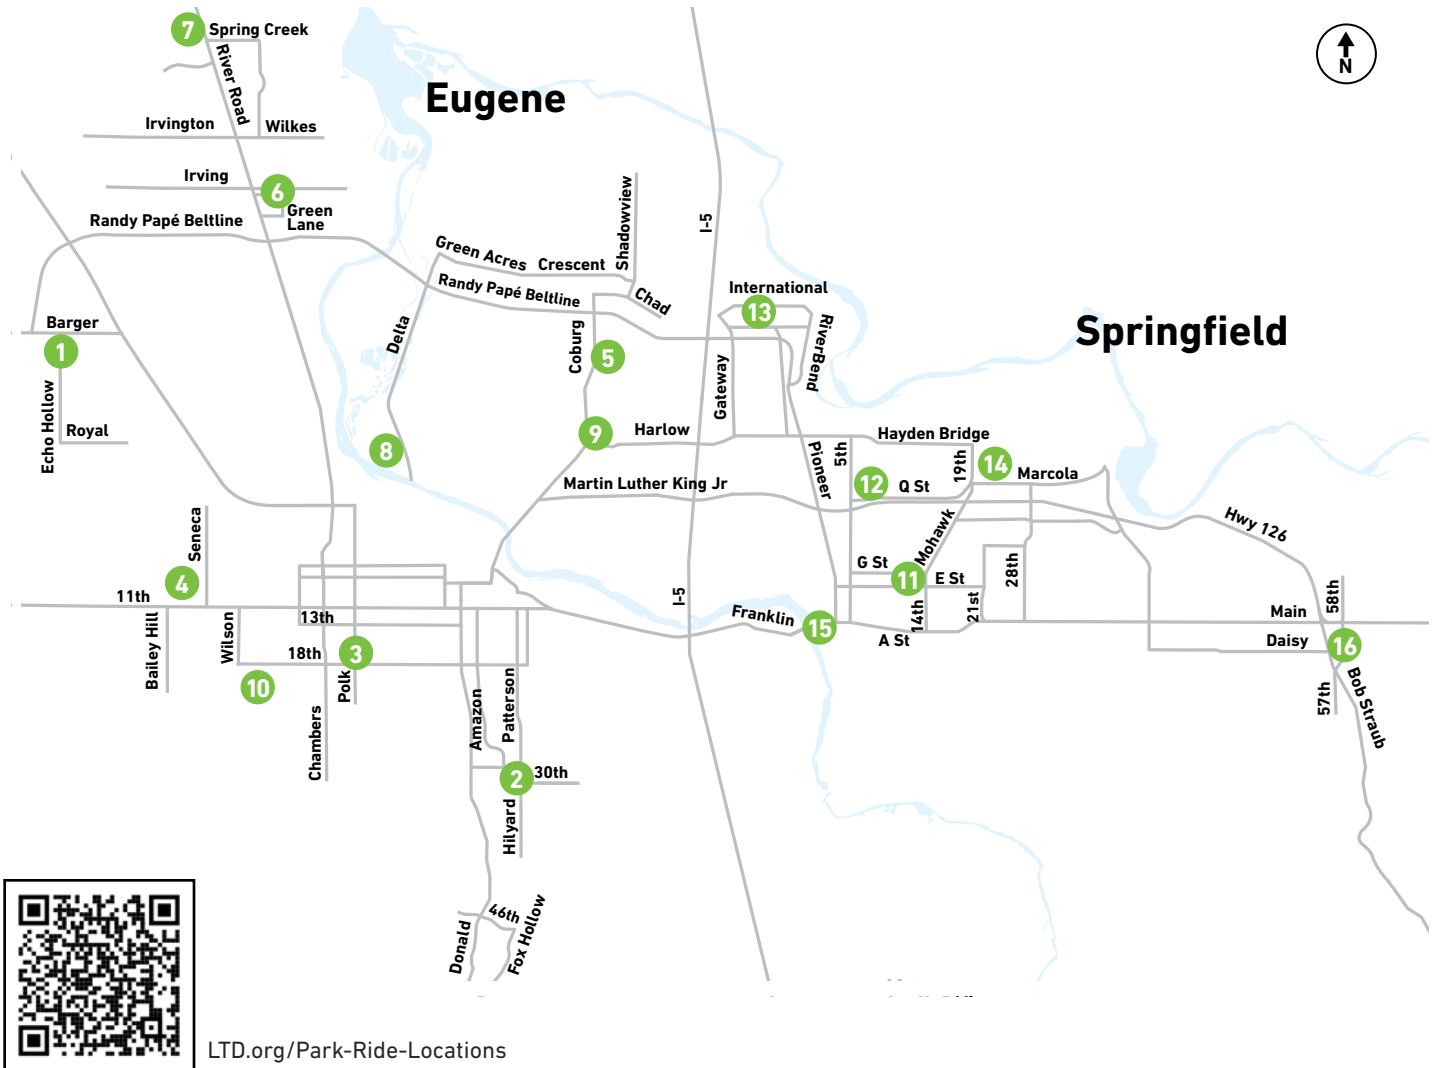 7
Spring Creek
River Road
N
Eugene
Irvington
Wilkes
Irving
6
Green
Lane
Randy Papé Beltline
Shadowview
I-5
Green Acres
Crescent
Randy Papé Beltline
Chad
International
13
RiverBend
Springfield
Barger
1
Delta
Coburg
5
Gateway
Echo Hollow
Royal
8
9
Harlow
Pioneer
5th
Hayden Bridge
19th
14
Marcola
12
Q St
Martin Luther King Jr
Hwy 126
Seneca
4
11th
Mohawk
G St
11
E St
28th
14th
21st
I-5
Franklin
15
A St
Main
58th
Daisy
16
57th
Bob Straub
13th
Bailey Hill
Wilson
18th
3
10
Polk
Chambers
Amazon
Patterson
2
30th
Hilyard
46th
Donald
Fox Hollow
LTD.org/Park-Ride-Locations